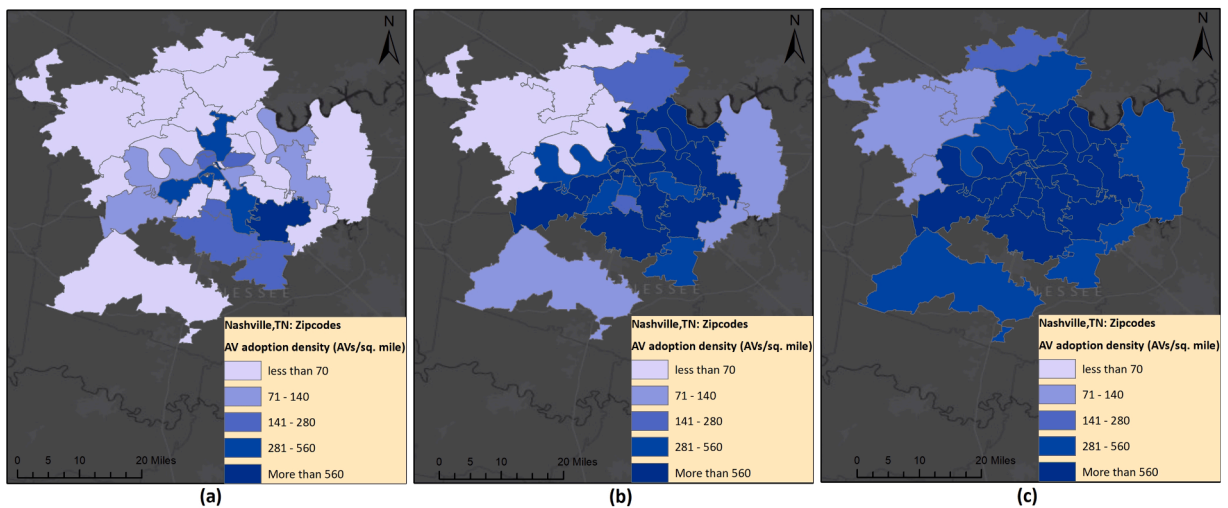 N
NESSEE
Nashville,TN: Zipcodes
AV adoption density (AVs/sq. mile)
less than 70
71 - 140
141 - 280
281 - 560
More than 560
0 5 10 20 Miles
(a)
N
NESSEE
Nashville,TN: Zipcodes
AV adoption density (AVs/sq. mile)
less than 70
71 - 140
141 - 280
281 - 560
More than 560
0 5 10 20 Miles
(b)
N
NESSEE
Nashville,TN: Zipcodes
AV adoption density (AVs/sq. mile)
less than 70
71 - 140
141 - 280
281 - 560
More than 560
0 5 10 20 Miles
(c)